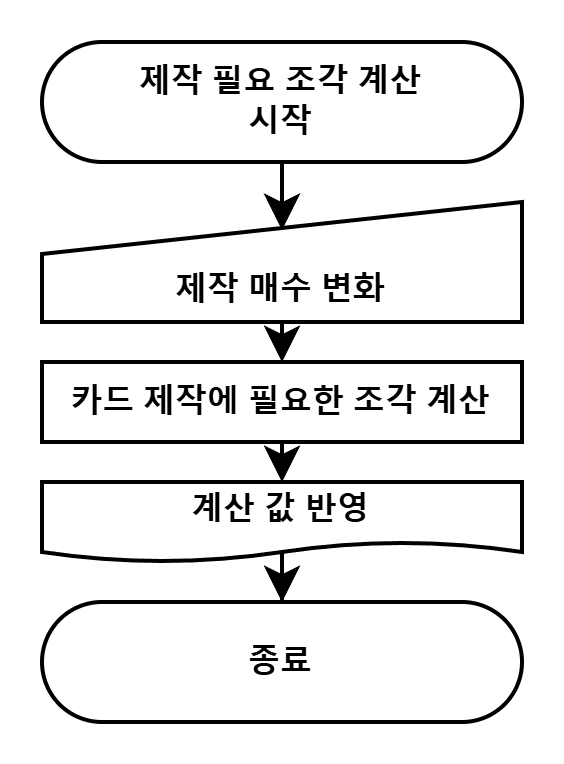 제작 필요 조각 계산
시작
제작 매수 변화
카드 제작에 필요한 조각 계산
계산 값 반영
종료